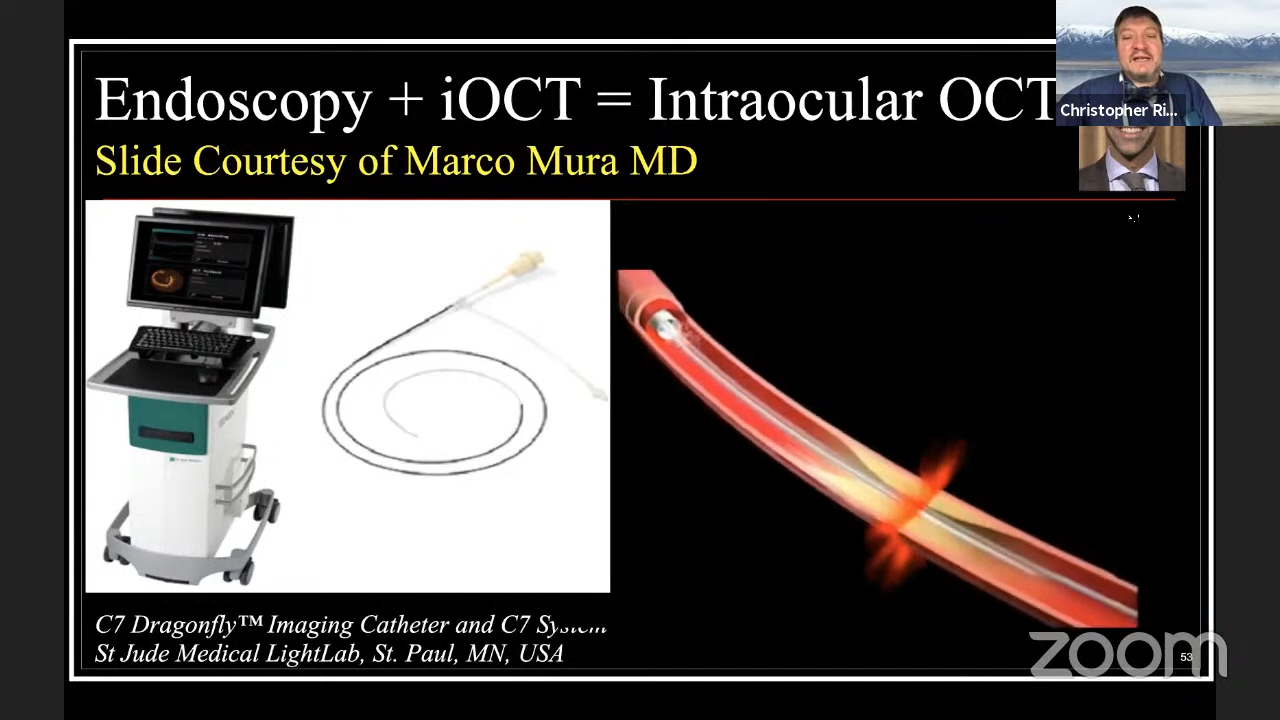 Endoscopy + iOCT = Intraocular OCT
Christopher Ri...
Slide Courtesy of Marco Mura MD
C7 Dragonfly™ Imaging Catheter and C7 System
St Jude Medical LightLab, St. Paul, MN, USA
zoom
53